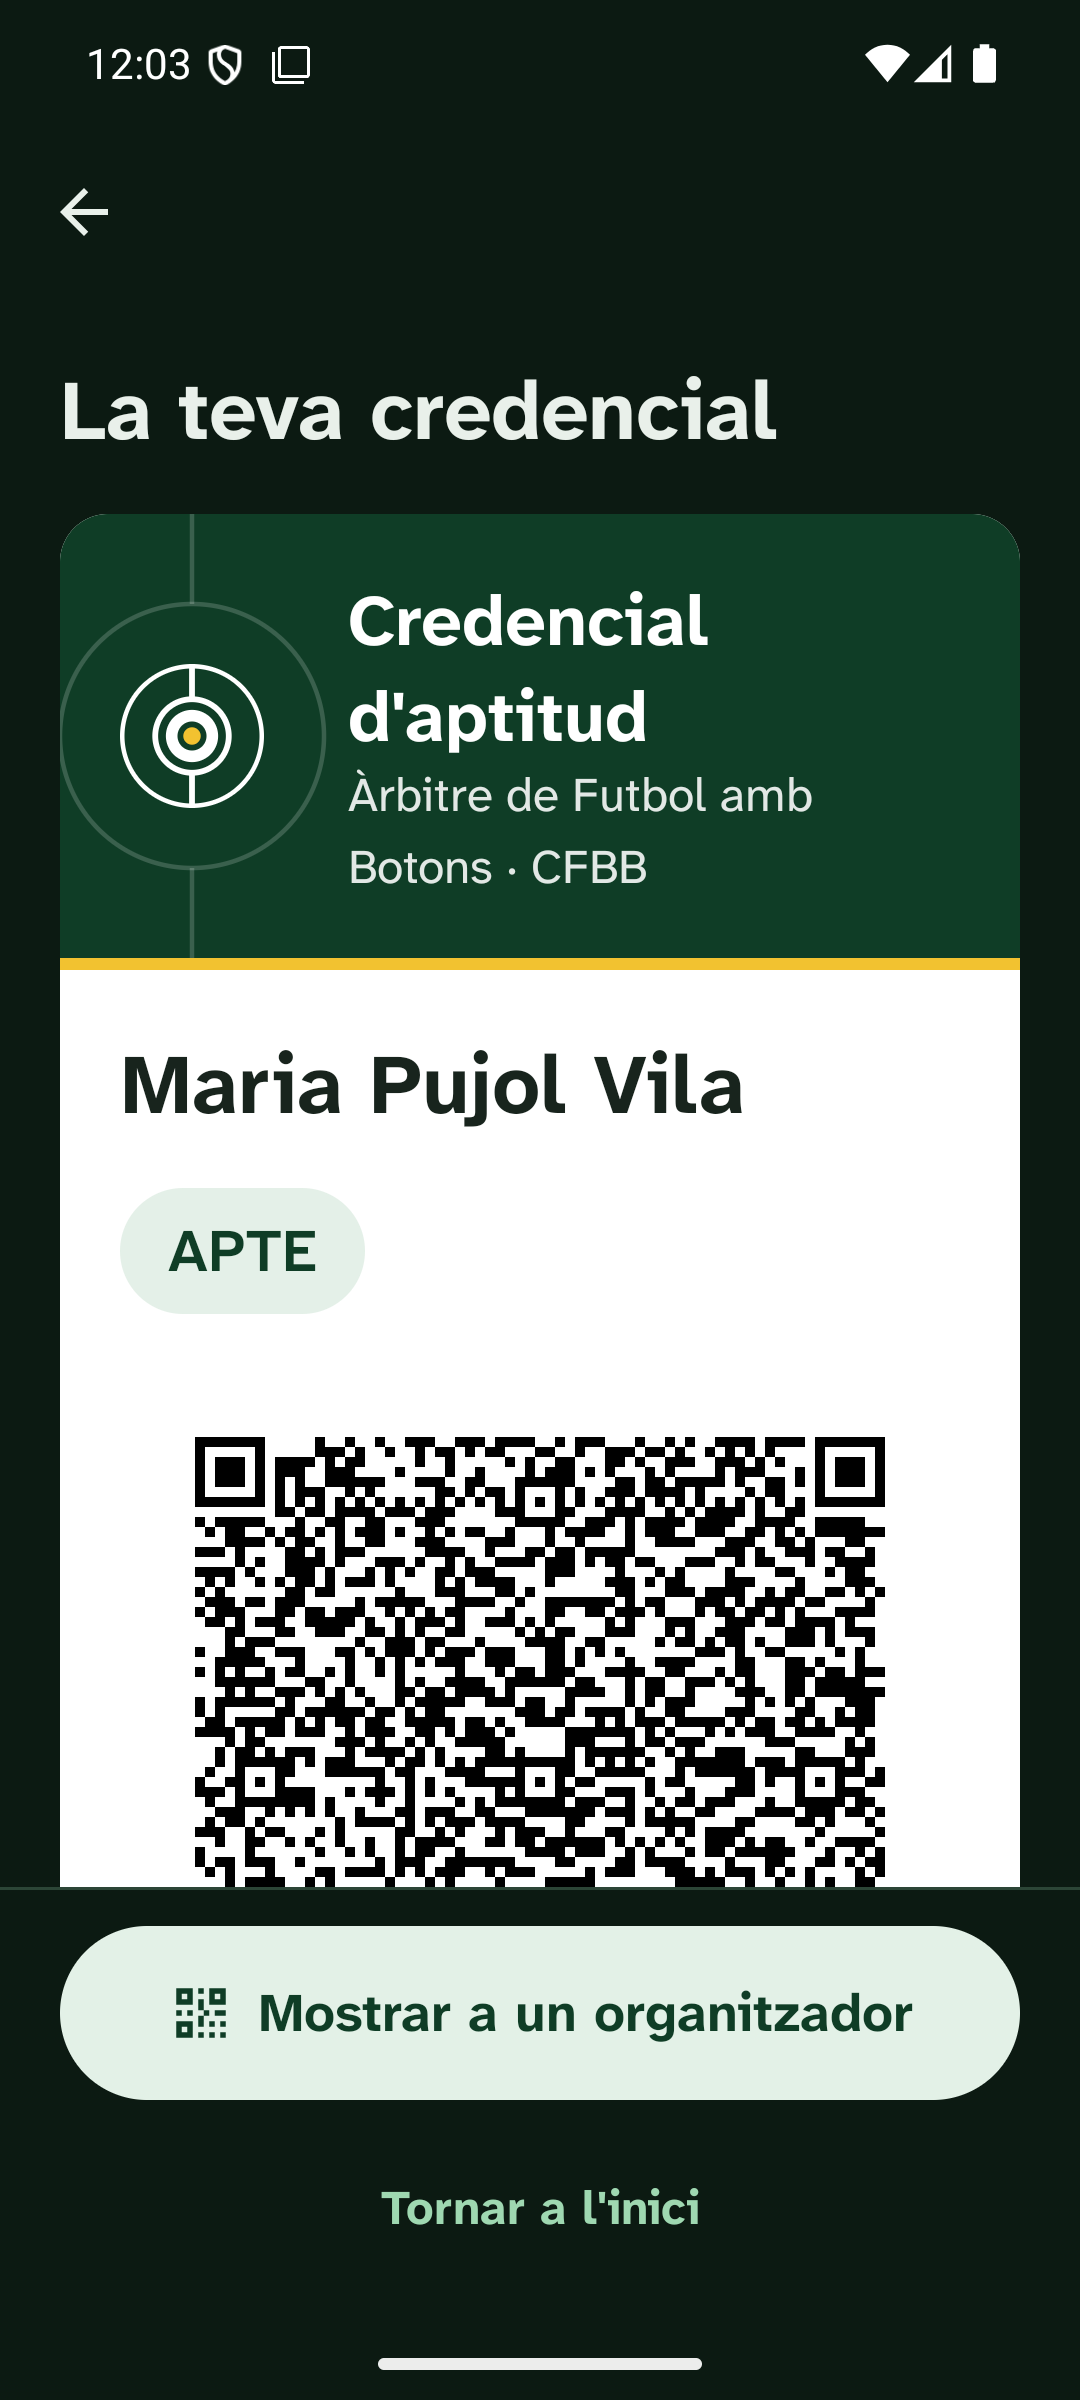 12:03
La teva credencial
Credencial
d'aptitud
Àrbitre de Futbol amb
Botons · CFBB
Maria Pujol Vila
APTE
Mostrar a un organitzador
Tornar a l'inici